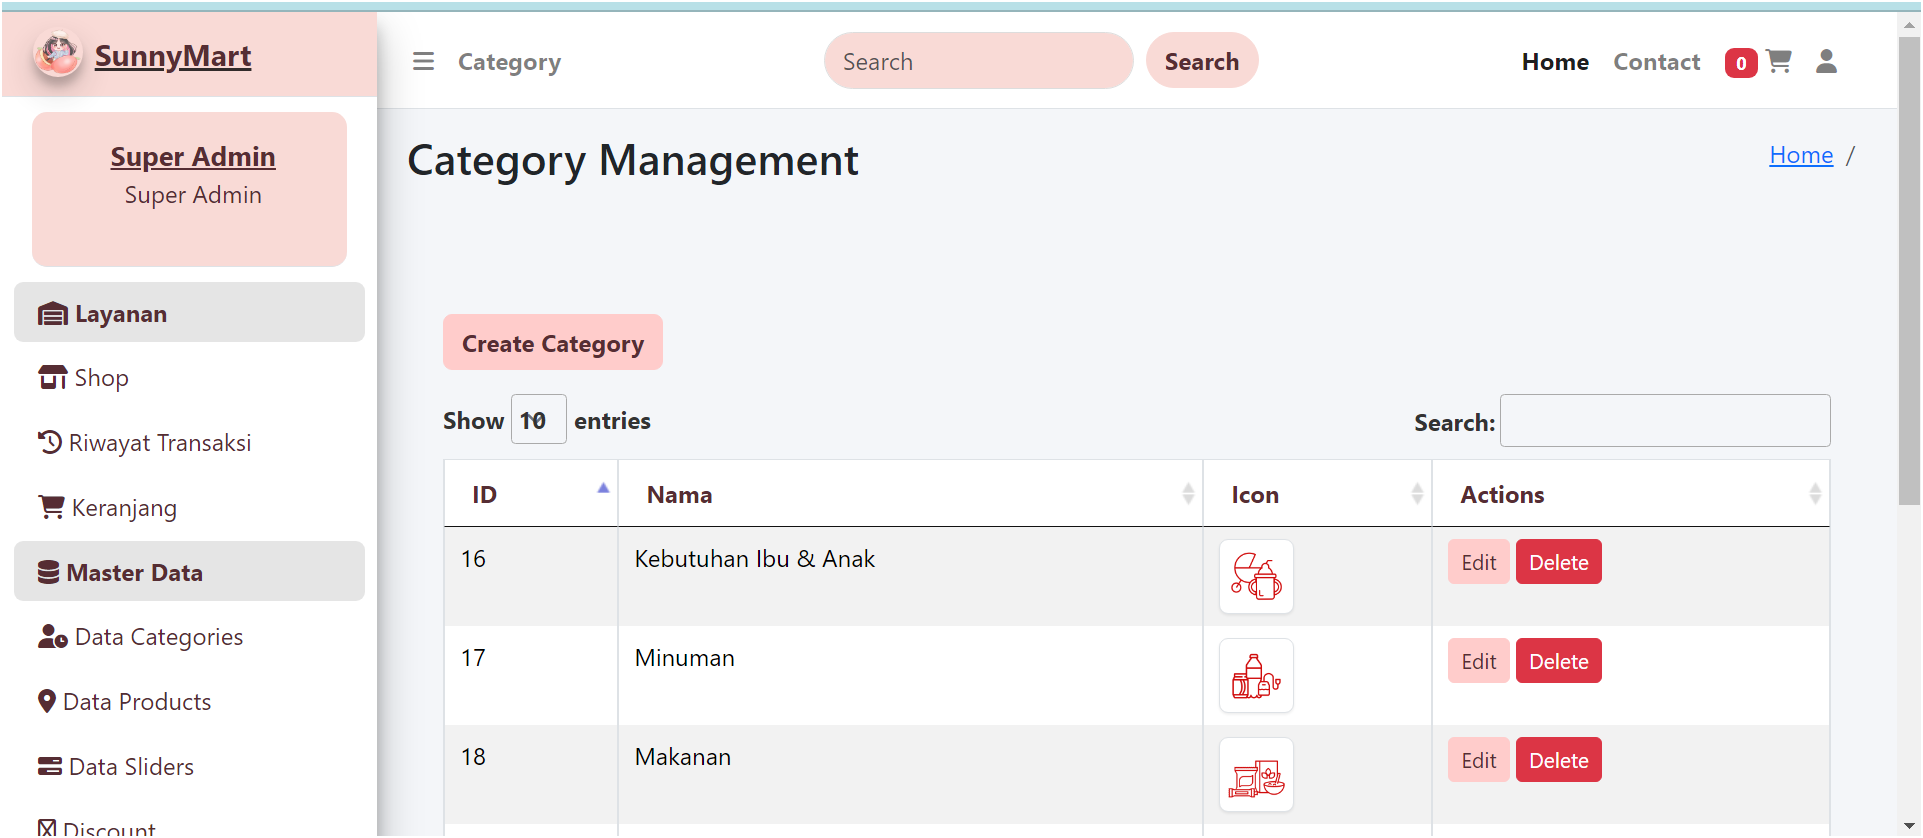 SunnyMart
Category
Search
Search
Home
Contact
0
Super Admin
Super Admin
Layanan
Shop
Riwayat Transaksi
Keranjang
Master Data
Data Categories
Data Products
Data Sliders
Discount
Category Management
Home /
Create Category
Show 10 entries
Search:
ID Nama Icon Actions
16 Kebutuhan Ibu & Anak Edit Delete
17 Minuman Edit Delete
18 Makanan Edit Delete